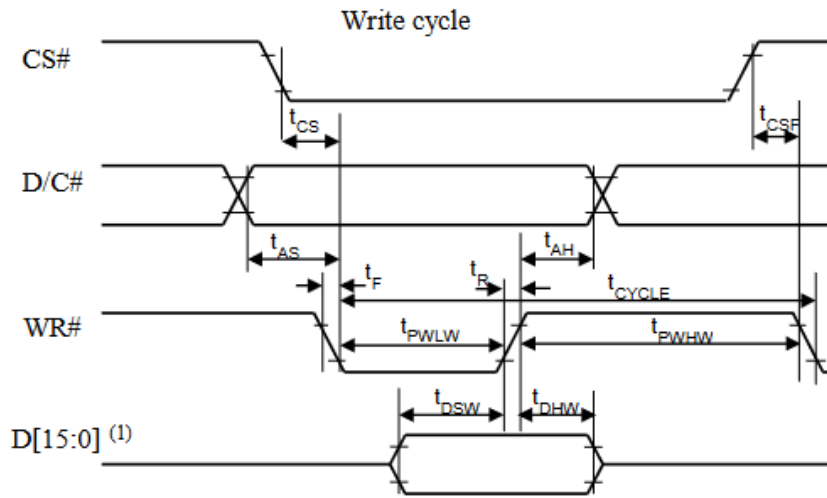 Write cycle
CS#
tCS
tCSF
D/C#
tAS
tAH
tF
tR
tCYCLE
WR#
tPWLW
tPWHW
tDSW
tDHW
D[15:0] (1)